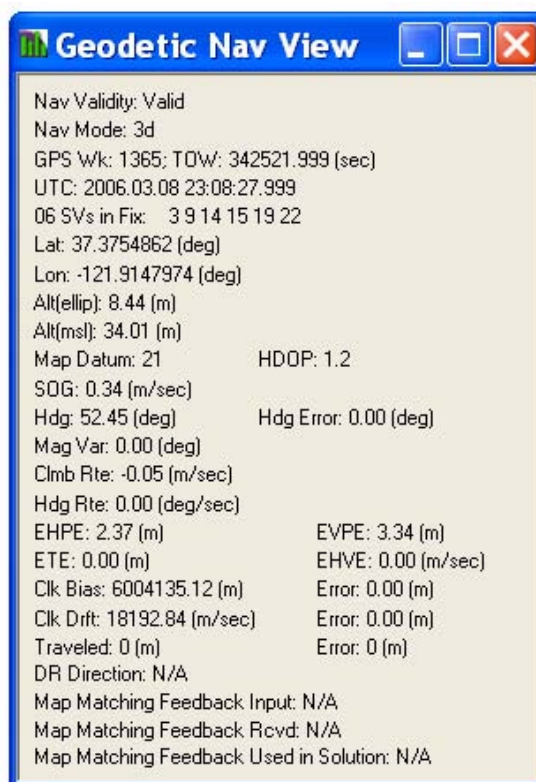 Geodetic Nav View
Nav Validity: Valid
Nav Mode: 3d
GPS Wk: 1365; TOW: 342521.999 (sec)
UTC: 2006.03.08 23:08:27.999
06 SVs in Fix: 3 9 14 15 19 22
Lat: 37.3754862 (deg)
Lon: -121.9147974 (deg)
Alt(ellip): 8.44 (m)
Alt(msl): 34.01 (m)
Map Datum: 21 HDOP: 1.2
SOG: 0.34 (m/sec)
Hdg: 52.45 (deg) Hdg Error: 0.00 (deg)
Mag Var: 0.00 (deg)
Clmb Rte: -0.05 (m/sec)
Hdg Rte: 0.00 (deg/sec)
EHPE: 2.37 (m) EVPE: 3.34 (m)
ETE: 0.00 (m) EHVE: 0.00 (m/sec)
Clk Bias: 6004135.12 (m) Error: 0.00 (m)
Clk Drft: 18192.84 (m/sec) Error: 0.00 (m)
Traveled: 0 (m) Error: 0 (m)
DR Direction: N/A
Map Matching Feedback Input: N/A
Map Matching Feedback Rcvd: N/A
Map Matching Feedback Used in Solution: N/A